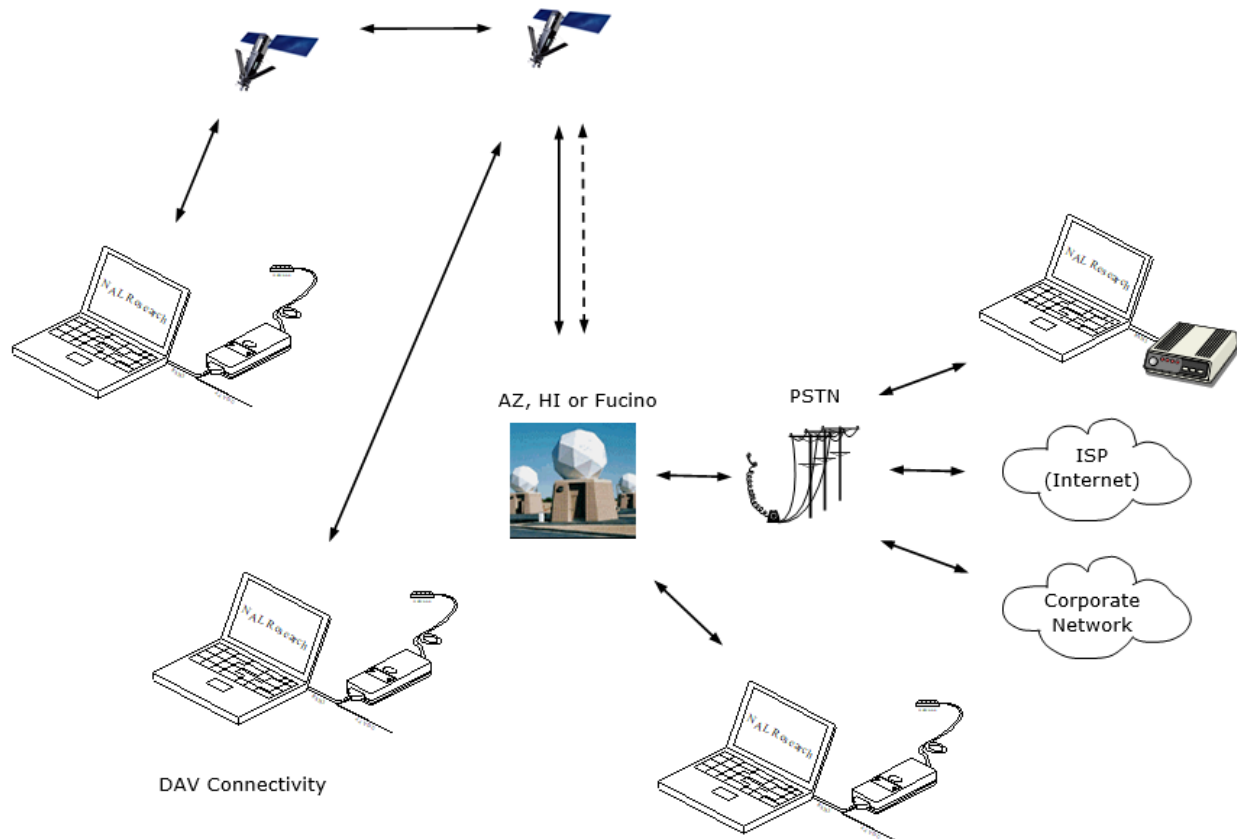 NAL Research
NAL Research
AZ, HI or Fucino
PSTN
ISP
(Internet)
Corporate
Network
NAL Research
NAL Research
DAV Connectivity